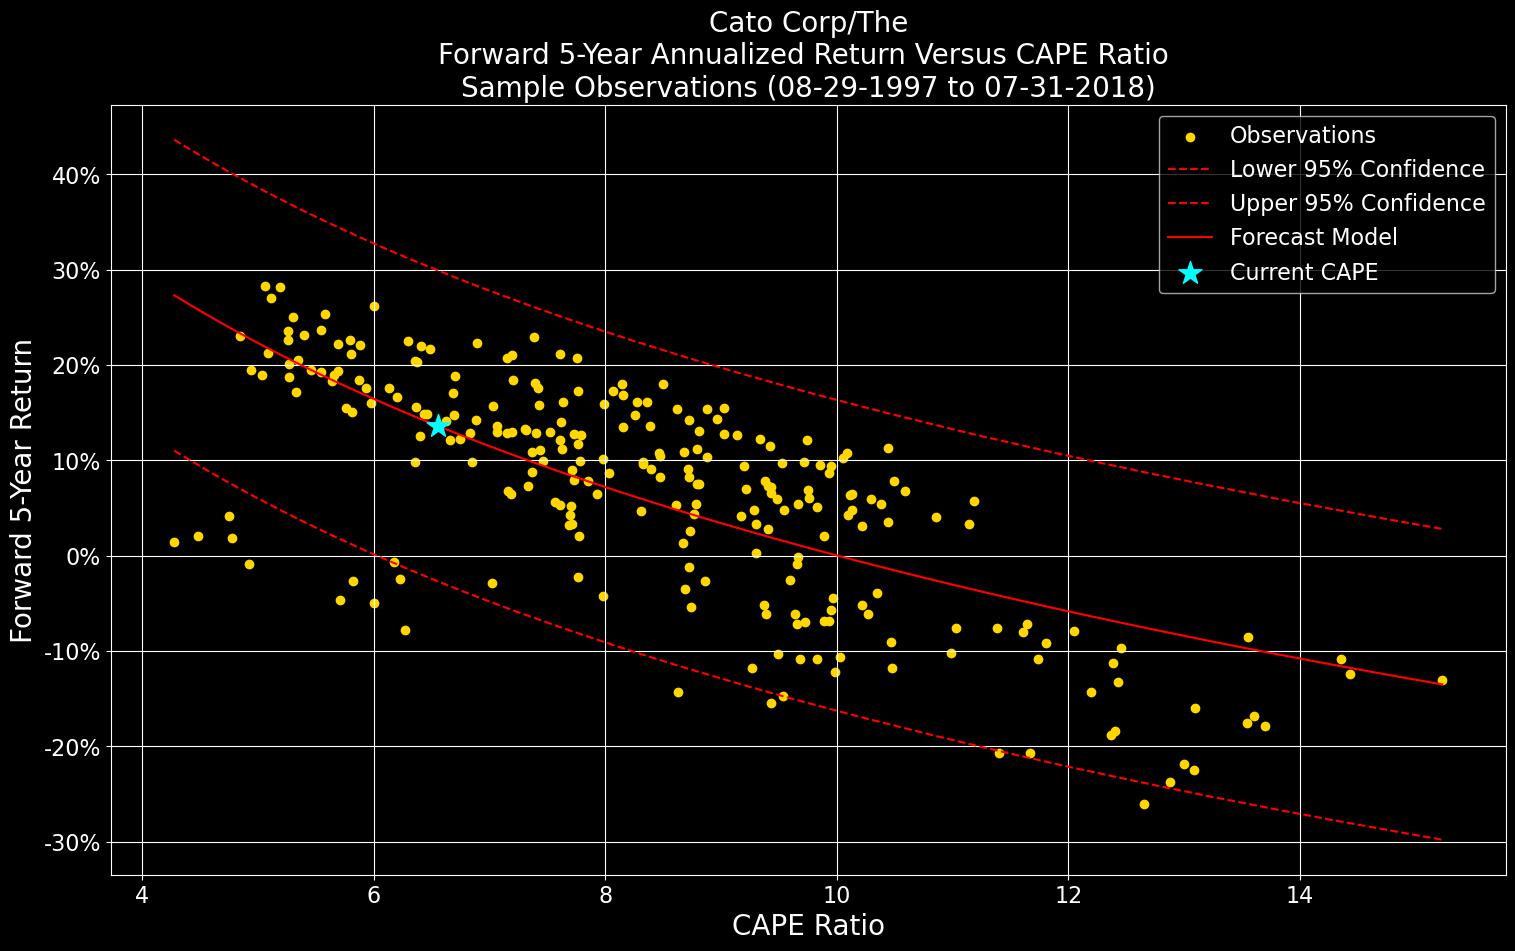 Cato Corp/The
Forward 5-Year Annualized Return Versus CAPE Ratio
Sample Observations (08-29-1997 to 07-31-2018)
Observations
Lower 95% Confidence
Upper 95% Confidence
Forecast Model
Current CAPE
Forward 5-Year Return
40%
30%
20%
10%
0%
-10%
-20%
-30%
4 6 8 10 12 14
CAPE Ratio